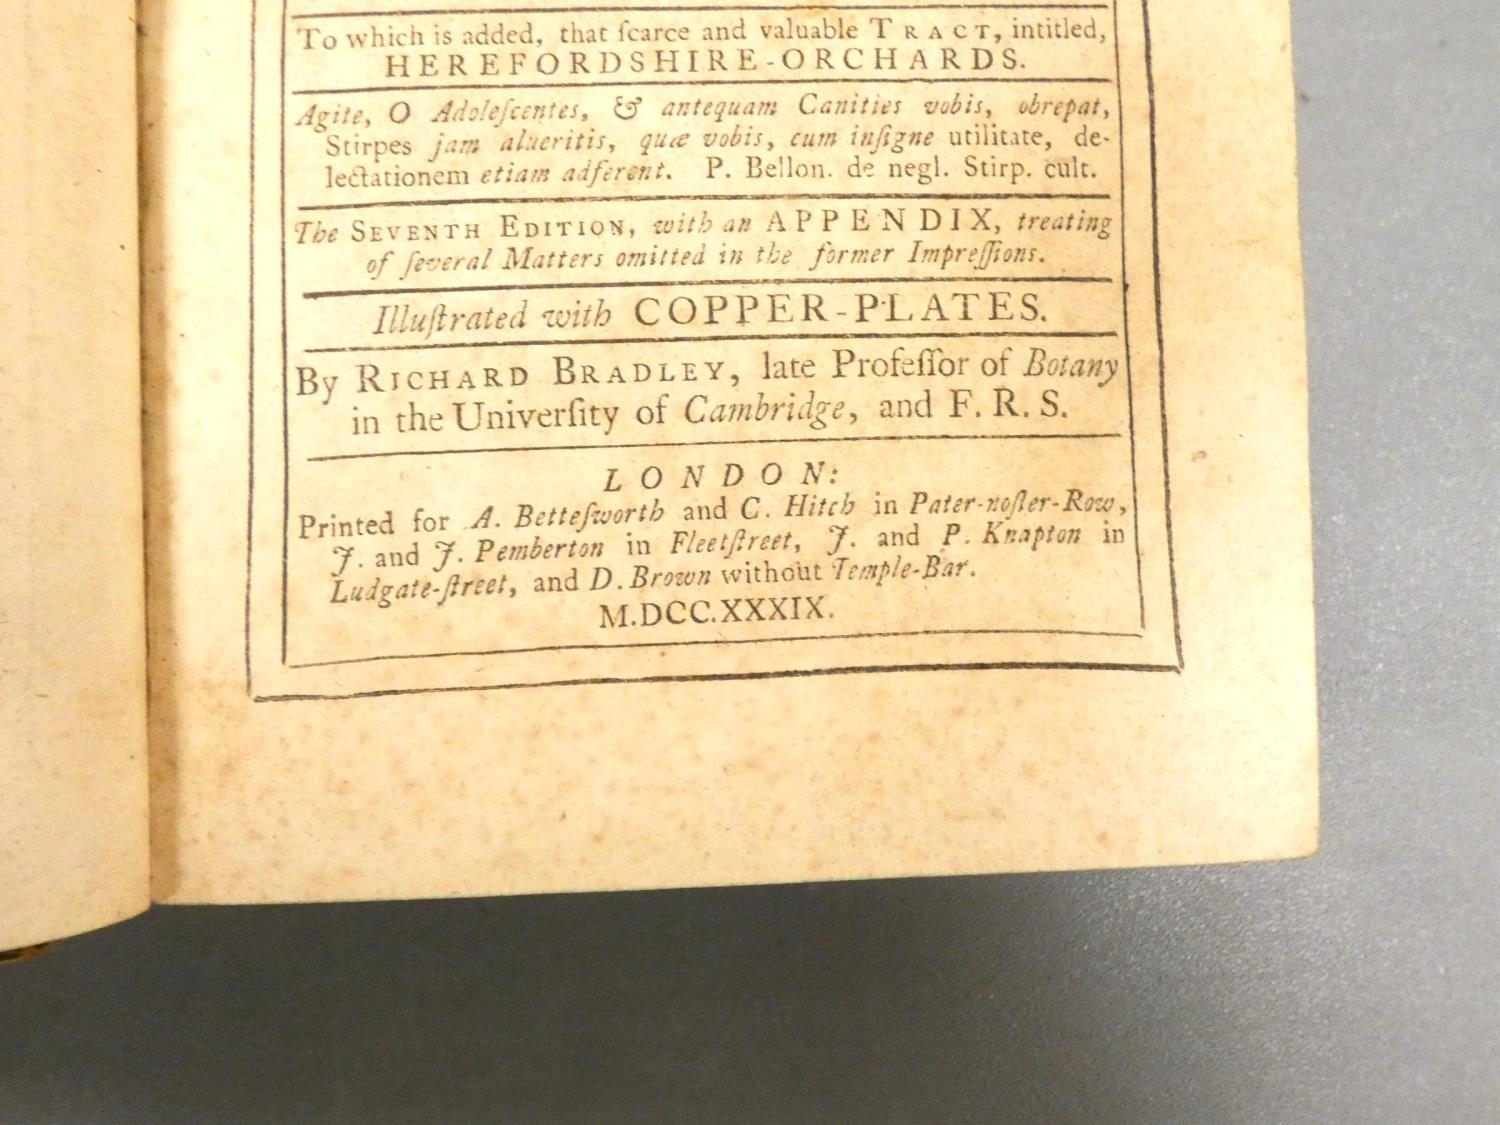 To which is added, that ſcarce and valuable TRACT, intitled,
HEREFORDSHIRE-ORCHARDS.
Agite, O Adoleſcentes, & antequam Canities vobis, obrepat,
Stirpes jam alueritis, quæ vobis, cum inſigne utilitate, de-
lectationem etiam adferent. P. Bellon. de negl. Stirp. cult.
The SEVENTH EDITION, with an APPENDIX, treating
of ſeveral Matters omitted in the former Impreſſions.
Illuſtrated with COPPER-PLATES.
By RICHARD BRADLEY, late Profeſſor of Botany
in the Univerſity of Cambridge, and F. R. S.
LONDON:
Printed for A. Betteſworth and C. Hitch in Pater-noſter-Row,
J. and J. Pemberton in Fleetſtreet, J. and P. Knapton in
Ludgate-ſtreet, and D. Brown without Temple-Bar.
M.DCC.XXXIX.